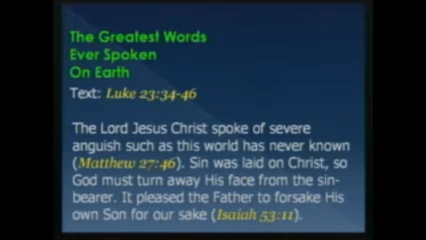 The Greatest Words
Ever Spoken
On Earth
Text: Luke 23:34-46
The Lord Jesus Christ spoke of severe
anguish such as this world has never known
(Matthew 27:46). Sin was laid on Christ, so
God must turn away His face from the sin-
bearer. It pleased the Father to forsake His
own Son for our sake (Isaiah 53:11).